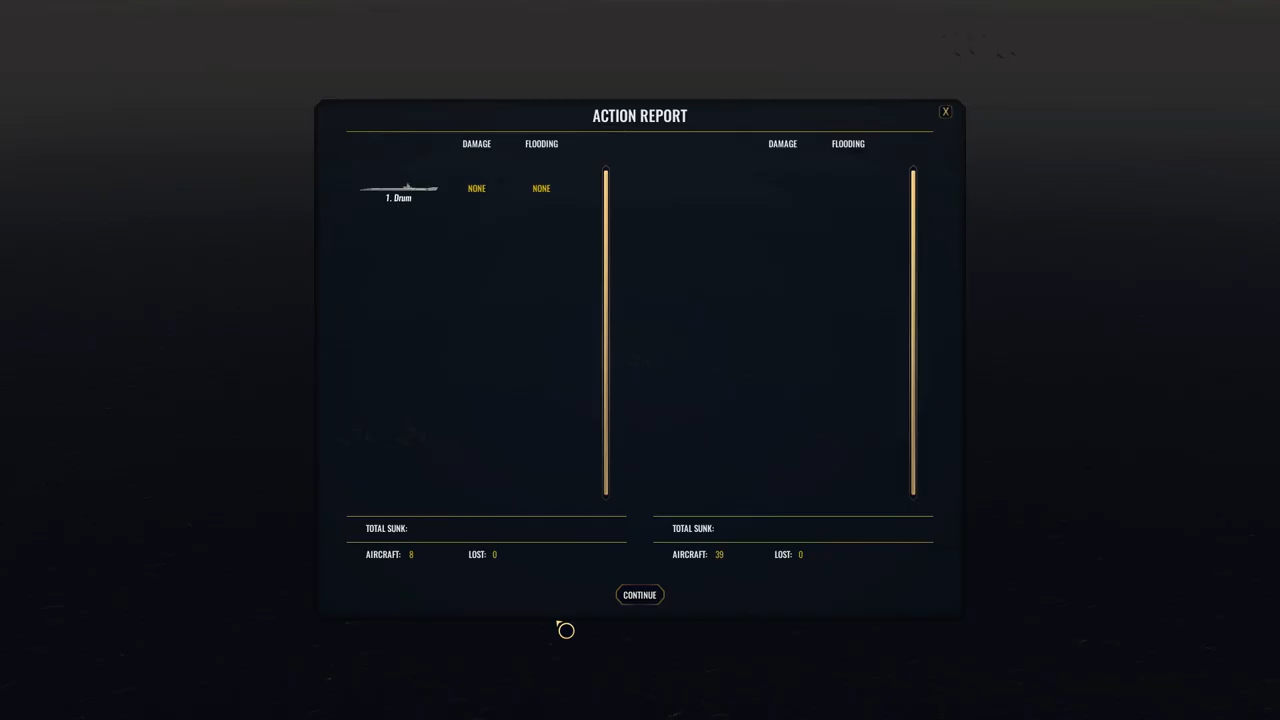 ACTION REPORT
X
DAMAGE FLOODING
DAMAGE FLOODING
NONE NONE
1. Drum
TOTAL SUNK:
TOTAL SUNK:
AIRCRAFT: 8 LOST: 0
AIRCRAFT: 39 LOST: 0
CONTINUE